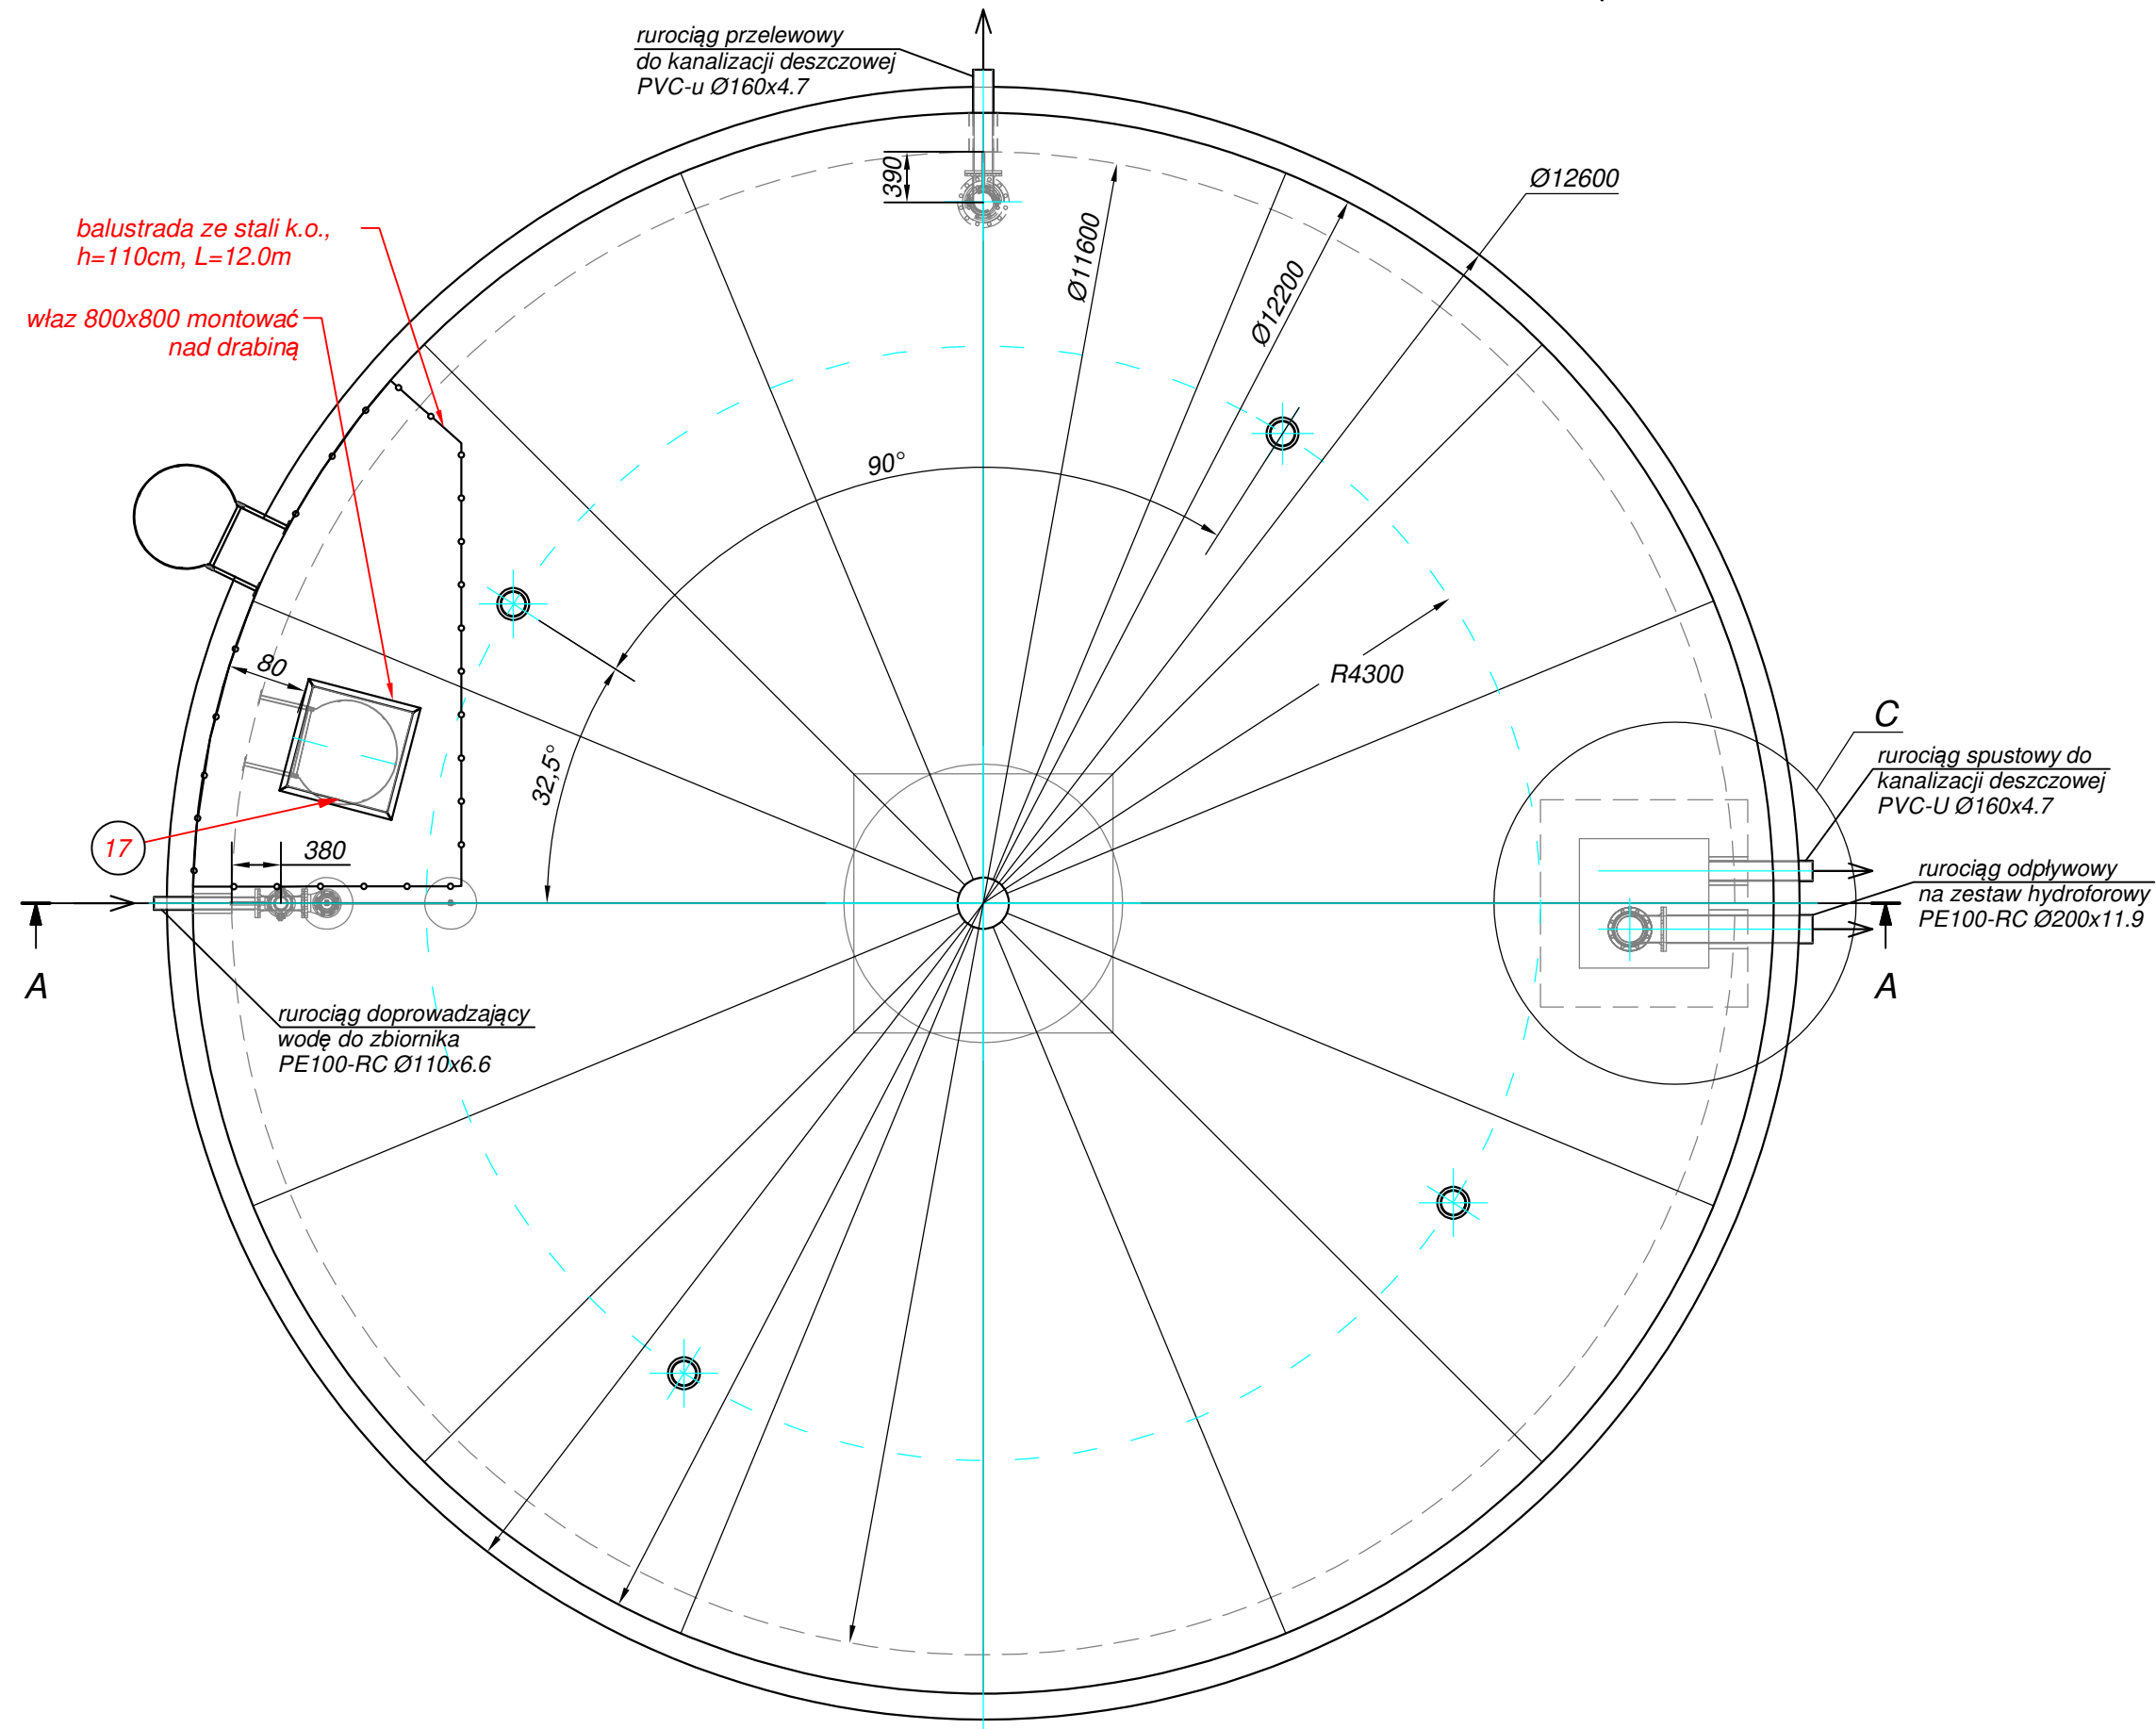 rurociąg przelewowy
do kanalizacji deszczowej
PVC-u Ø160x4.7
390
Ø11600
Ø12200
Ø12600
balustrada ze stali k.o.,
h=110cm, L=12.0m
właz 800x800 montować
nad drabiną
90°
80
32,5°
R4300
C
rurociąg spustowy do
kanalizacji deszczowej
PVC-U Ø160x4.7
17
380
rurociąg odpływowy
na zestaw hydroforowy
PE100-RC Ø200x11.9
A
A
rurociąg doprowadzający
wodę do zbiornika
PE100-RC Ø110x6.6